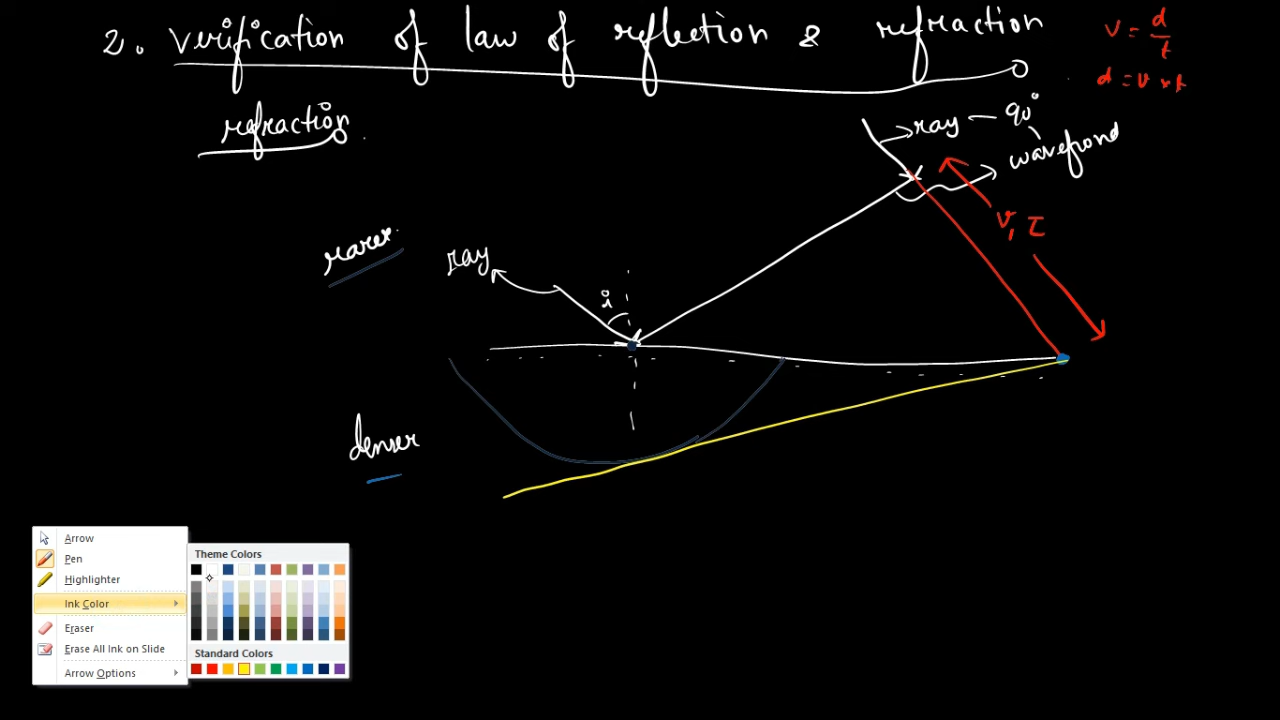 2. verification of law of reflection & refraction
v = d/t
d = v x t
refraction
ray — 90°
wavefrond
rarer
ray
i
v, τ
denser
Arrow
Pen
Highlighter
Ink Color
Eraser
Erase All Ink on Slide
Arrow Options
Theme Colors
Standard Colors